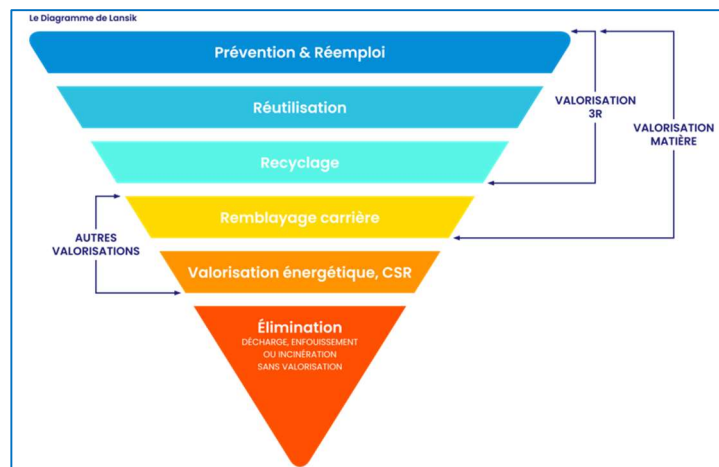 Le Diagramme de Lansik
Prévention & Réemploi
Réutilisation
Recyclage
Remblayage carrière
Valorisation énergétique, CSR
Élimination
DÉCHARGE, ENFOUISSEMENT
OU INCINÉRATION
SANS VALORISATION
VALORISATION
3R
VALORISATION
MATIÈRE
AUTRES
VALORISATIONS